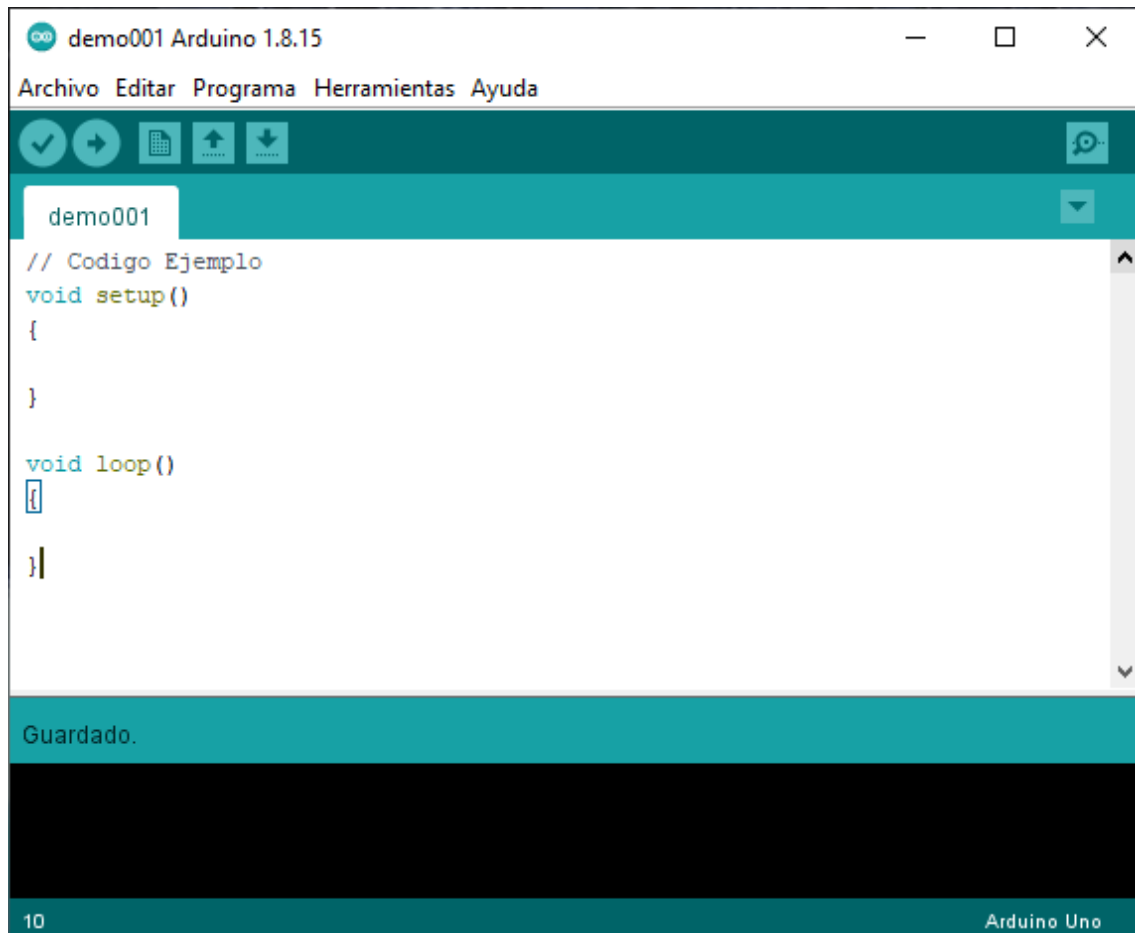 demo001 Arduino 1.8.15
Archivo Editar Programa Herramientas Ayuda
demo001
// Codigo Ejemplo
void setup()
{
}
void loop()
{
}
Guardado.
10 Arduino Uno